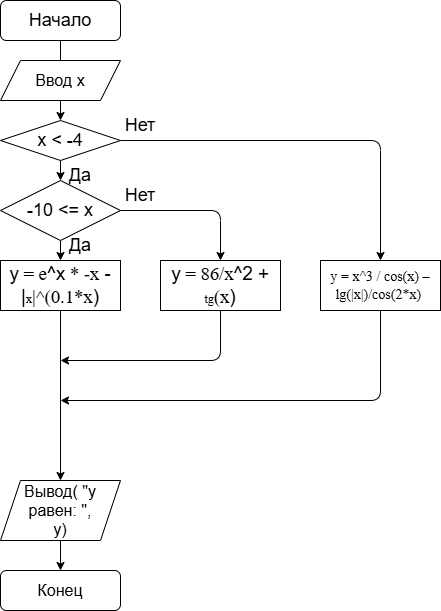 Начало
Ввод x
x < -4
Нет
Да
-10 <= x
Нет
Да
y = e^x * -x -
|x|^(0.1*x)
y = 86/x^2 +
tg(x)
y = x^3 / cos(x) –
lg(|x|)/cos(2*x)
Вывод( "y
равен: ",
y)
Конец